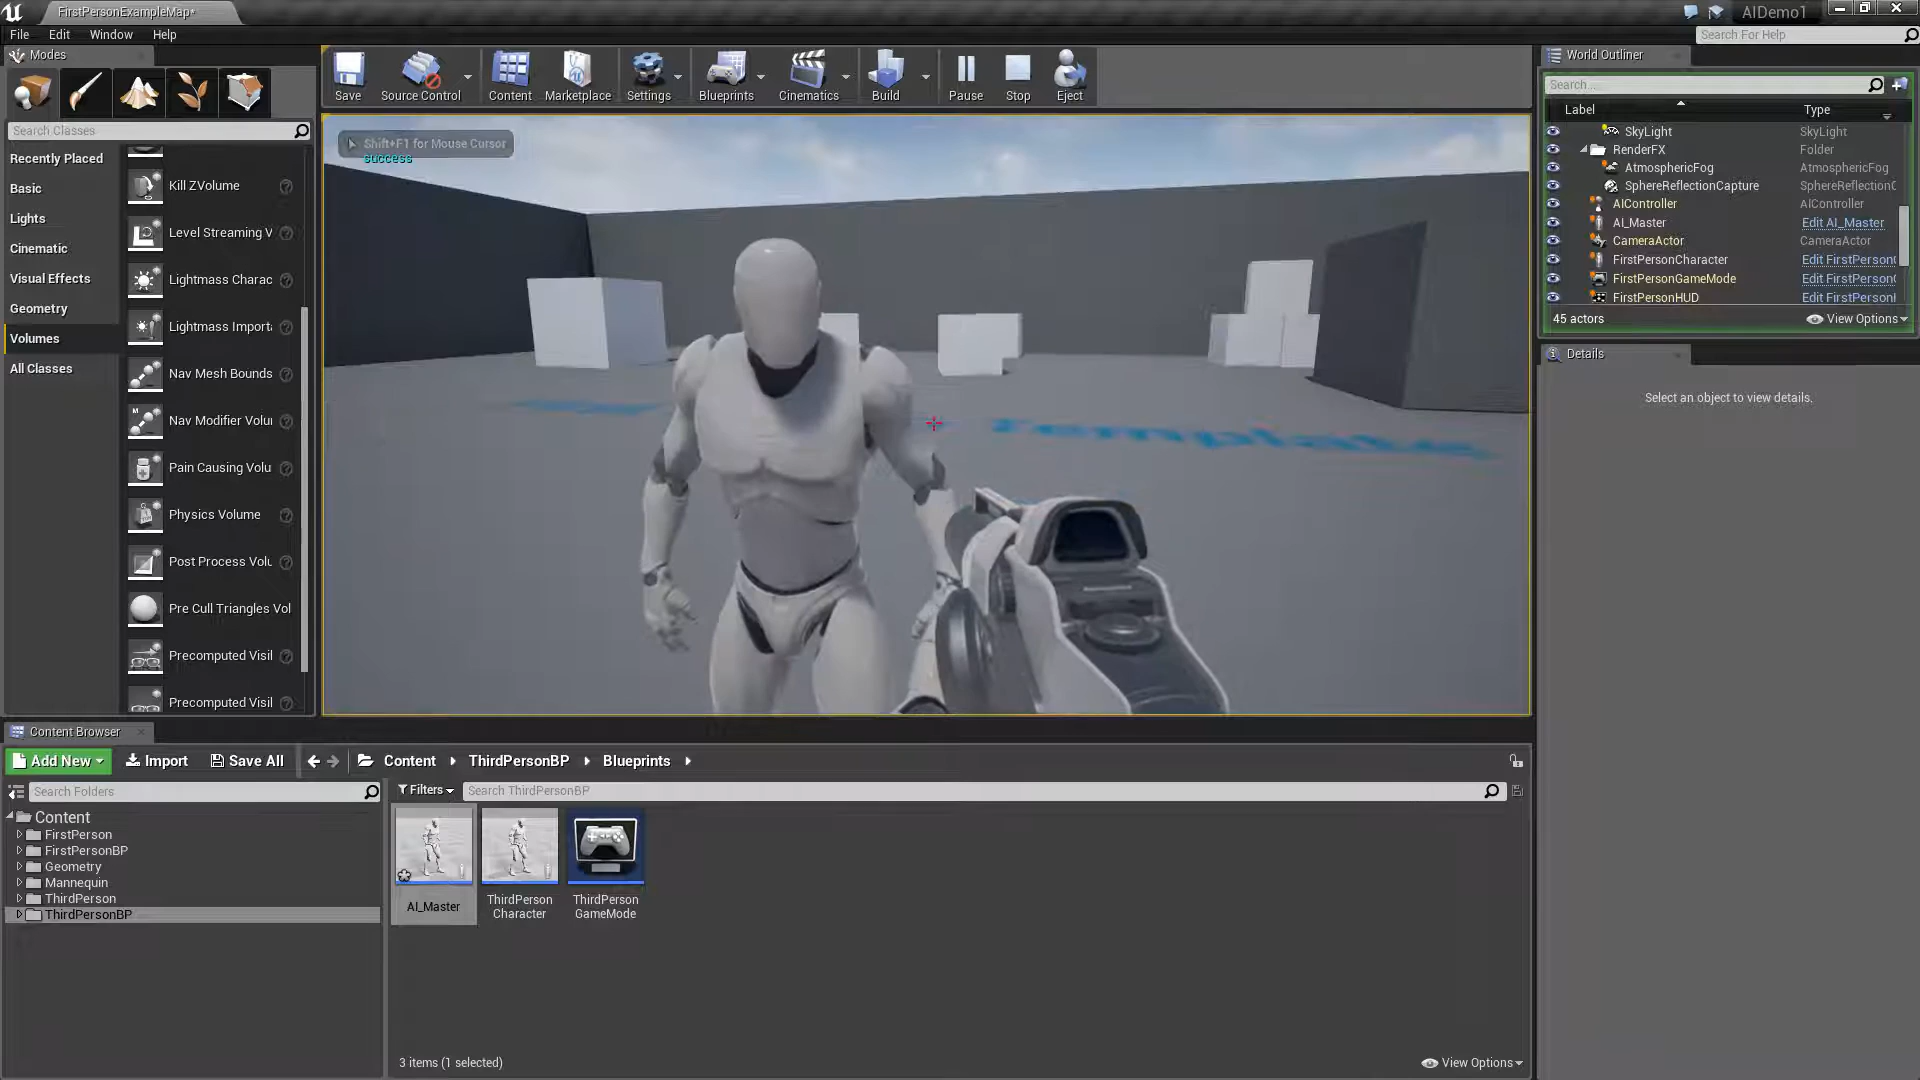 FirstPersonExampleMap*
AIDemo1
File Edit Window Help
Search For Help
Modes
Save
Source Control
Content
Marketplace
Settings
Blueprints
Cinematics
Build
Pause
Stop
Eject
Search Classes
Recently Placed
Basic
Lights
Cinematic
Visual Effects
Geometry
Volumes
All Classes
Kill ZVolume
Level Streaming V
Lightmass Charac
Lightmass Importa
Nav Mesh Bounds
Nav Modifier Volu
Pain Causing Volu
Physics Volume
Post Process Volu
Pre Cull Triangles Vol
Precomputed Visil
Precomputed Visil
Shift+F1 for Mouse Cursor
success
Template
World Outliner
Search...
Label Type
SkyLight SkyLight
RenderFX Folder
AtmosphericFog AtmosphericFog
SphereReflectionCapture SphereReflectionC
AIController AIController
AI_Master Edit AI_Master
CameraActor CameraActor
FirstPersonCharacter Edit FirstPerson
FirstPersonGameMode Edit FirstPerson
FirstPersonHUD Edit FirstPerson
45 actors View Options
Details
Select an object to view details.
Content Browser
Add New Import Save All Content ThirdPersonBP Blueprints
Search Folders
Filters Search ThirdPersonBP
Content
FirstPerson
FirstPersonBP
Geometry
Mannequin
ThirdPerson
ThirdPersonBP
AI_Master
ThirdPerson
Character
ThirdPerson
GameMode
3 items (1 selected) View Options